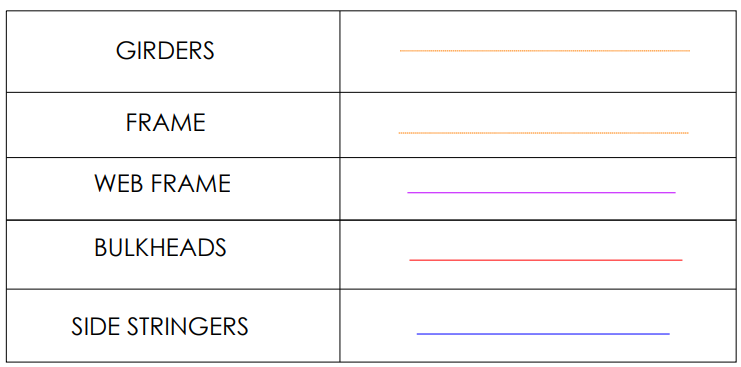 GIRDERS
FRAME
WEB FRAME
BULKHEADS
SIDE STRINGERS